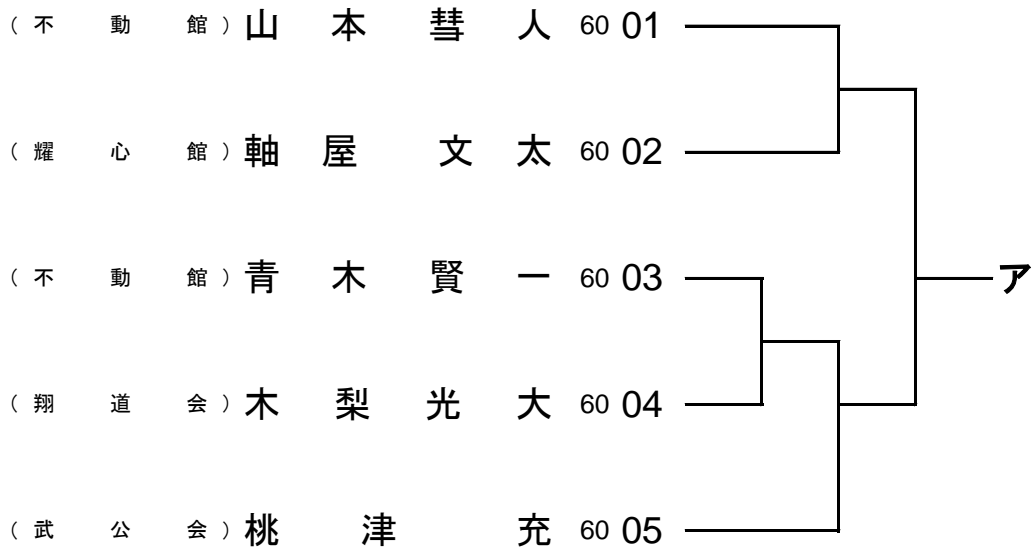 （不動館）山本彗人 60 01
（耀心館）軸屋文太 60 02
（不動館）青木賢一 60 03
ア
（翔道会）木梨光大 60 04
（武公会）桃津充 60 05